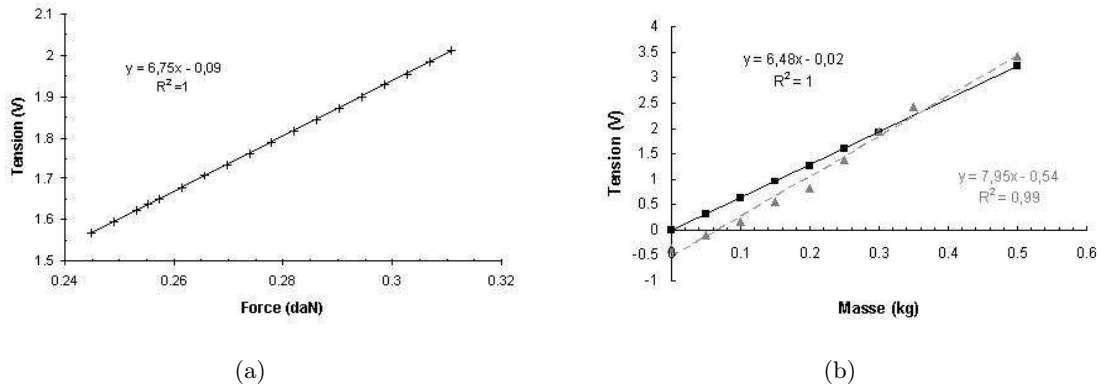 2.1
2
1.9
1.8
1.7
1.6
1.5
Tension (V)
y = 6,75x - 0,09
R² =1
0.24
0.26
0.28
0.3
0.32
Force (daN)
(a)
4
3.5
3
2.5
2
1.5
1
0.5
0
-0.5
-1
Tension (V)
y = 6,48x - 0,02
R² = 1
y = 7,95x - 0,54
R² = 0,99
0.1
0.2
0.3
0.4
0.5
0.6
Masse (kg)
(b)